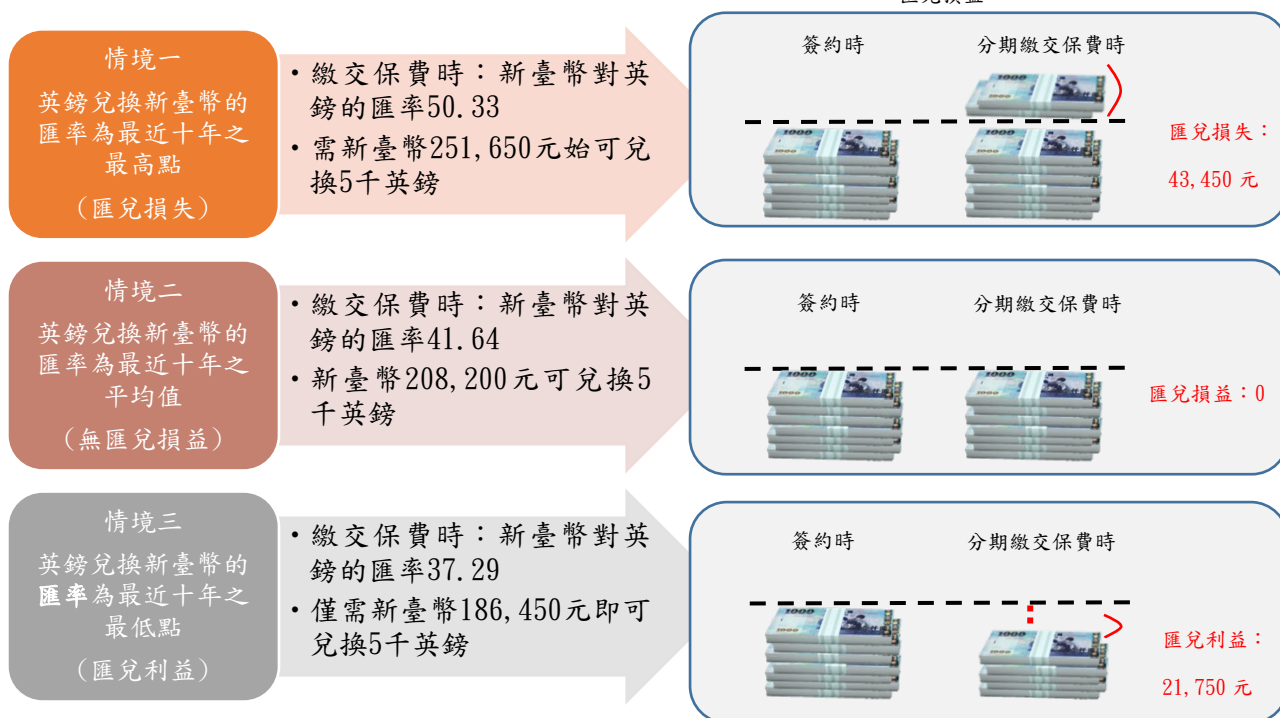 情境一
英鎊兌換新臺幣的
匯率為最近十年之
最高點
(匯兌損失)
•繳交保費時：新臺幣對英
鎊的匯率50.33
•需新臺幣251,650元始可兌
換5千英鎊
簽約時
分期繳交保費時
匯兌損失：
43,450 元
情境二
英鎊兌換新臺幣的
匯率為最近十年之
平均值
(無匯兌損益)
•繳交保費時：新臺幣對英
鎊的匯率41.64
•新臺幣208,200元可兌換5
千英鎊
簽約時
分期繳交保費時
匯兌損益：0
情境三
英鎊兌換新臺幣的
匯率為最近十年之
最低點
(匯兌利益)
•繳交保費時：新臺幣對英
鎊的匯率37.29
•僅需新臺幣186,450元即可
兌換5千英鎊
簽約時
分期繳交保費時
匯兌利益：
21,750 元